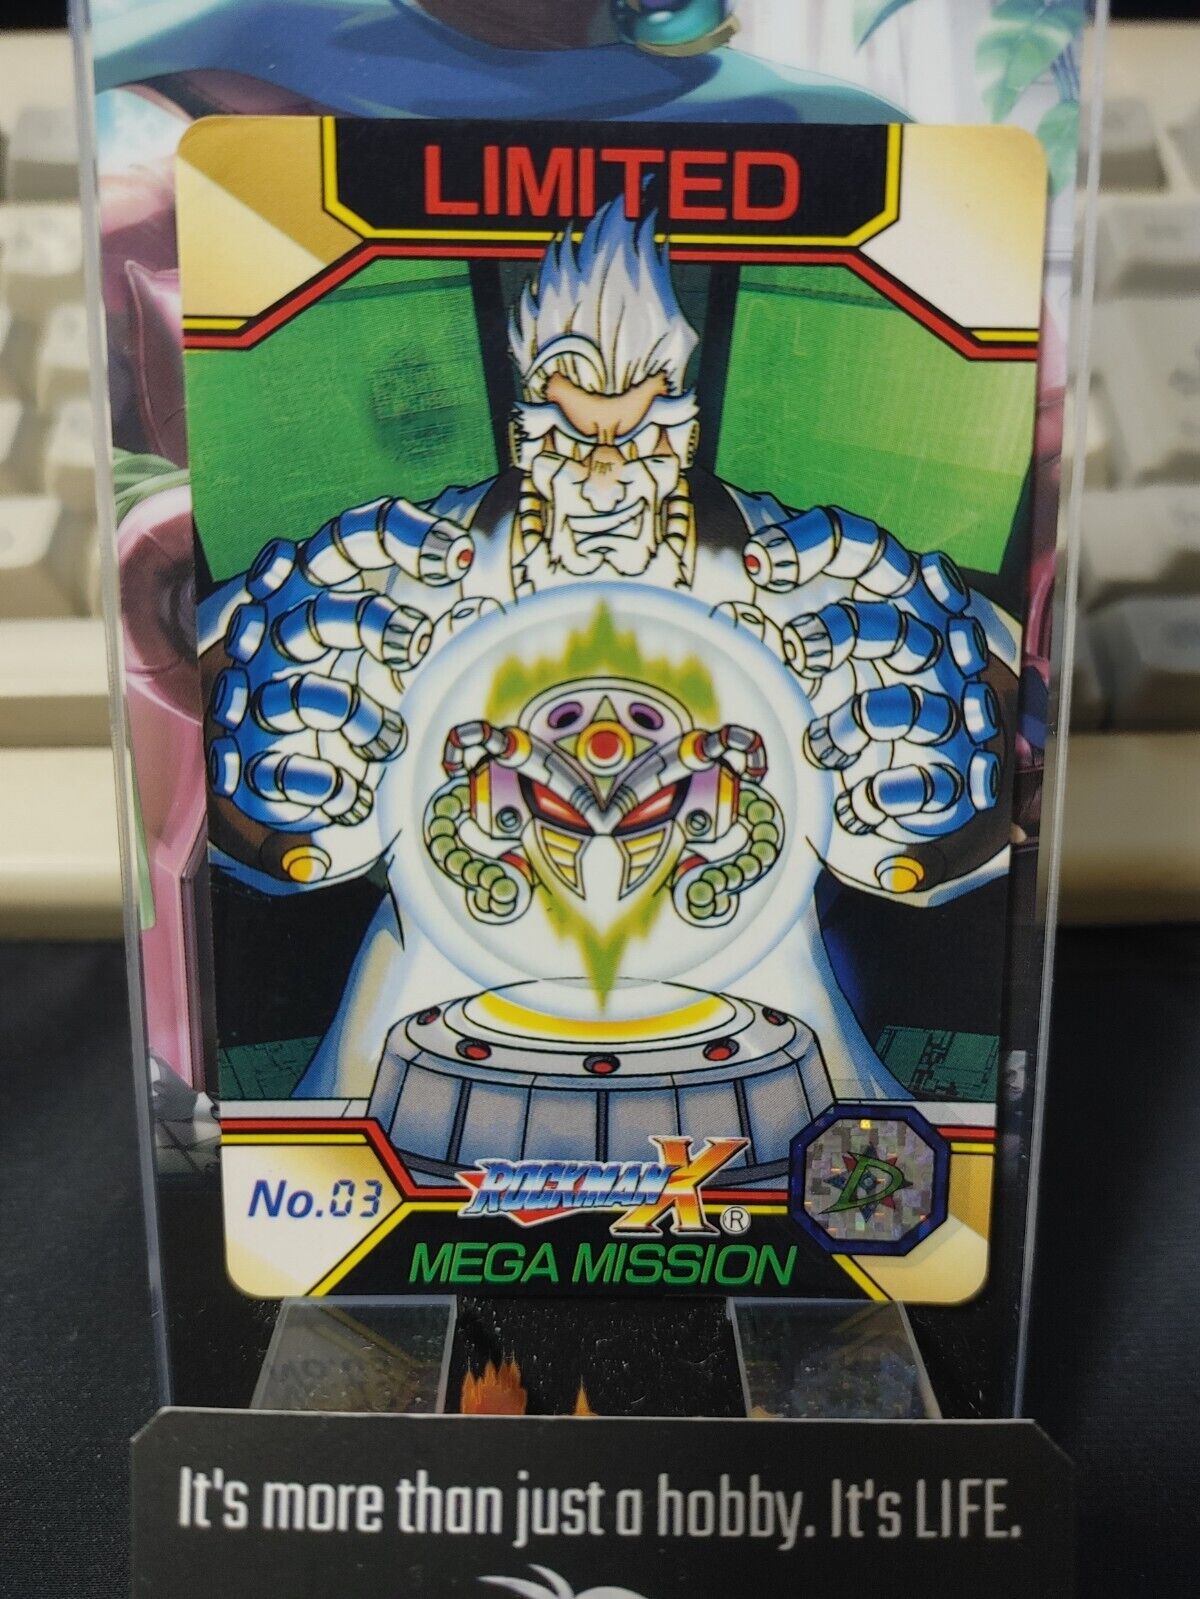 LIMITED
No.03
ROCKMAN X ®
D
MEGA MISSION
It's more than just a hobby. It's LIFE.